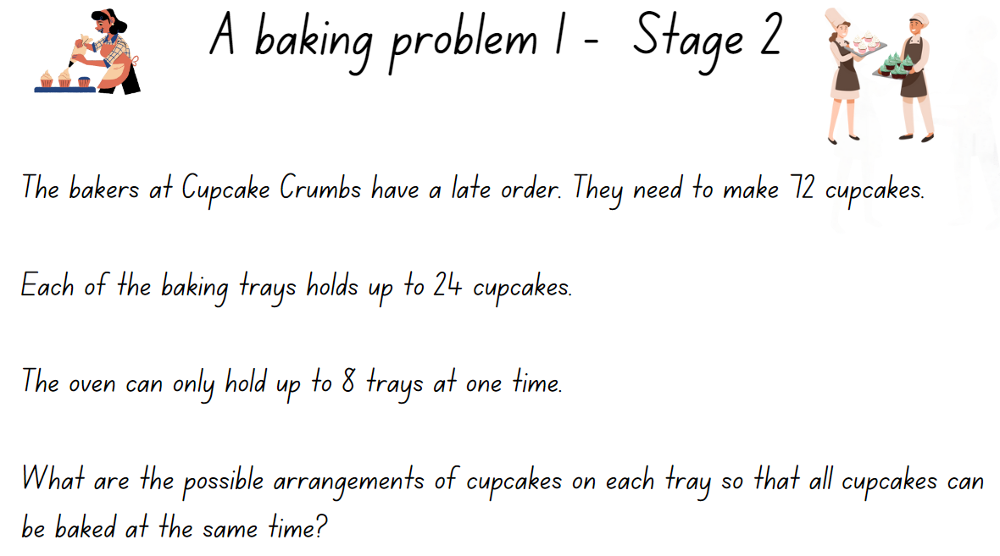 A baking problem 1 - Stage 2
The bakers at Cupcake Crumbs have a late order. They need to make 72 cupcakes.
Each of the baking trays holds up to 24 cupcakes.
The oven can only hold up to 8 trays at one time.
What are the possible arrangements of cupcakes on each tray so that all cupcakes can
be baked at the same time?